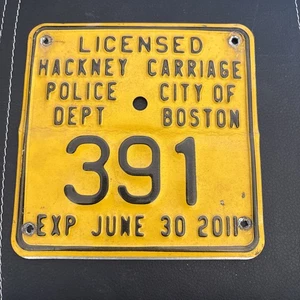 LICENSED
HACKNEY CARRIAGE
POLICE CITY OF
DEPT BOSTON
391
EXP JUNE 30 2011